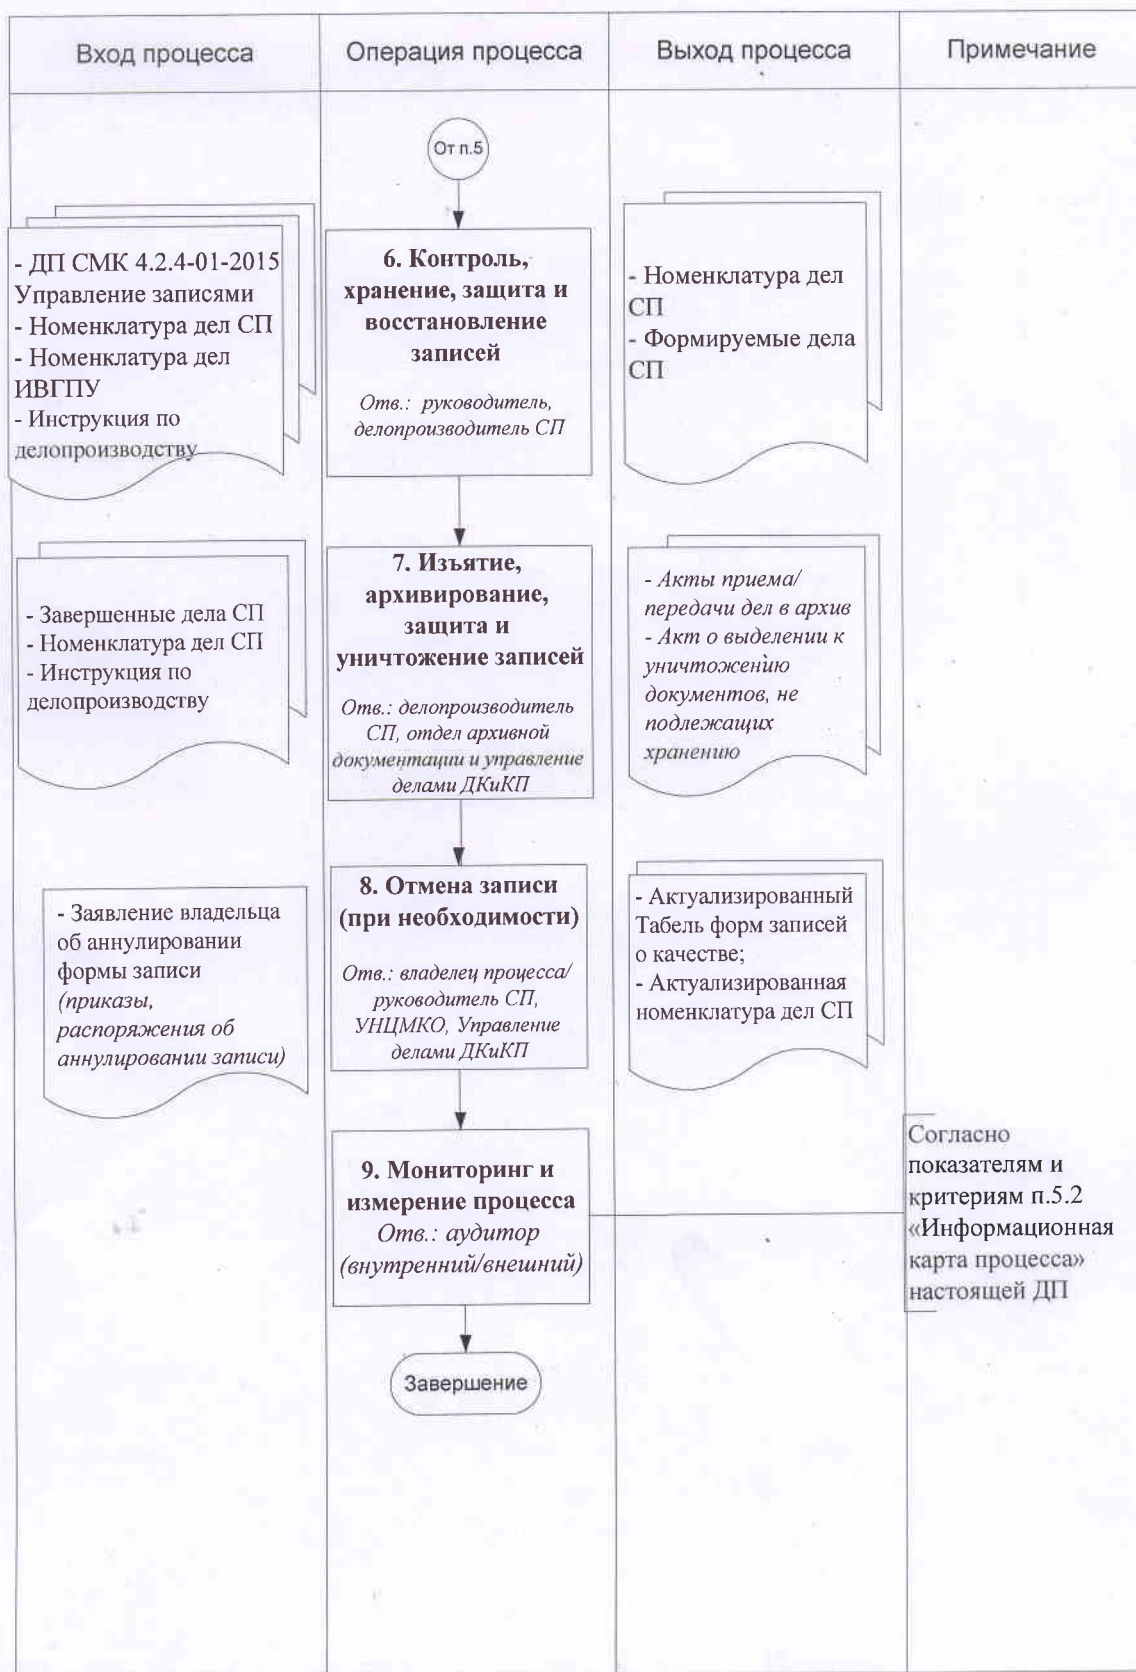 Вход процесса
Операция процесса
Выход процесса
Примечание
От п.5
- ДП СМК 4.2.4-01-2015
Управление записями
- Номенклатура дел СП
- Номенклатура дел
ИВГПУ
- Инструкция по
делопроизводству
6. Контроль,
хранение, защита и
восстановление
записей
Отв.: руководитель,
делопроизводитель СП
- Номенклатура дел
СП
- Формируемые дела
СП
- Завершенные дела СП
- Номенклатура дел СП
- Инструкция по
делопроизводству
7. Изъятие,
архивирование,
защита и
уничтожение записей
Отв.: делопроизводитель
СП, отдел архивной
документации и управление
делами ДКиКП
- Акты приема/
передачи дел в архив
- Акт о выделении к
уничтожению
документов, не
подлежащих
хранению
- Заявление владельца
об аннулировании
формы записи
(приказы,
распоряжения об
аннулировании записи)
8. Отмена записи
(при необходимости)
Отв.: владелец процесса/
руководитель СП,
УНЦМКО, Управление
делами ДКиКП
- Актуализированный
Табель форм записей
о качестве;
- Актуализированная
номенклатура дел СП
9. Мониторинг и
измерение процесса
Отв.: аудитор
(внутренний/внешний)
Согласно
показателям и
критериям п.5.2
«Информационная
карта процесса»
настоящей ДП
Завершение